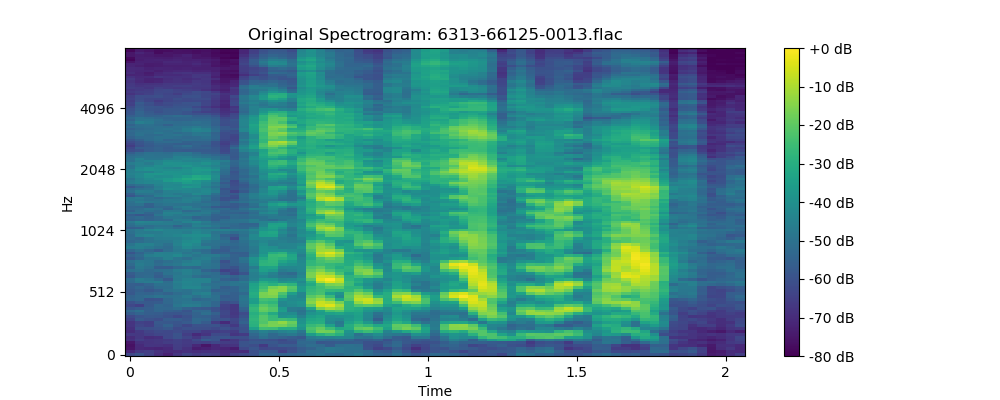 Original Spectrogram: 6313-66125-0013.flac
Hz
4096
2048
1024
512
0
0
0.5
1
1.5
2
Time
+0 dB
-10 dB
-20 dB
-30 dB
-40 dB
-50 dB
-60 dB
-70 dB
-80 dB